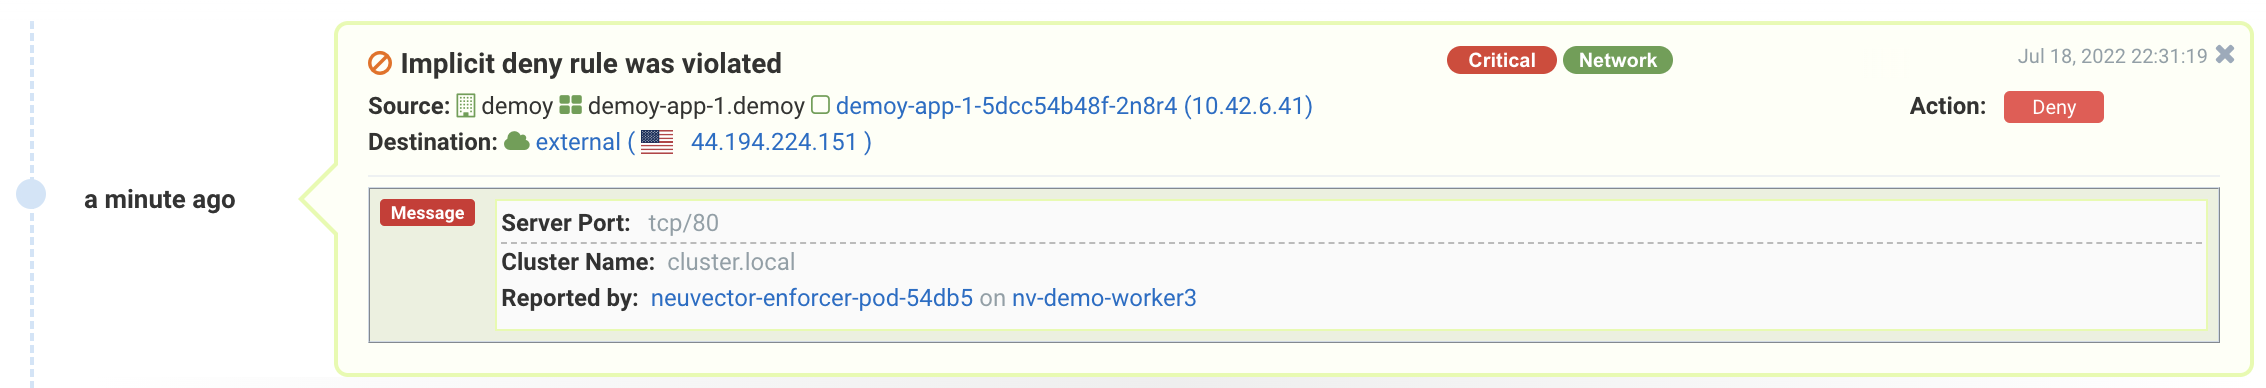 Implicit deny rule was violated Critical Network Jul 18, 2022 22:31:19
Source: demoy demoy-app-1.demoy demoy-app-1-5dcc54b48f-2n8r4 (10.42.6.41) Action: Deny
Destination: external ( 44.194.224.151 )
a minute ago
Message Server Port: tcp/80
Cluster Name: cluster.local
Reported by: neuvector-enforcer-pod-54db5 on nv-demo-worker3